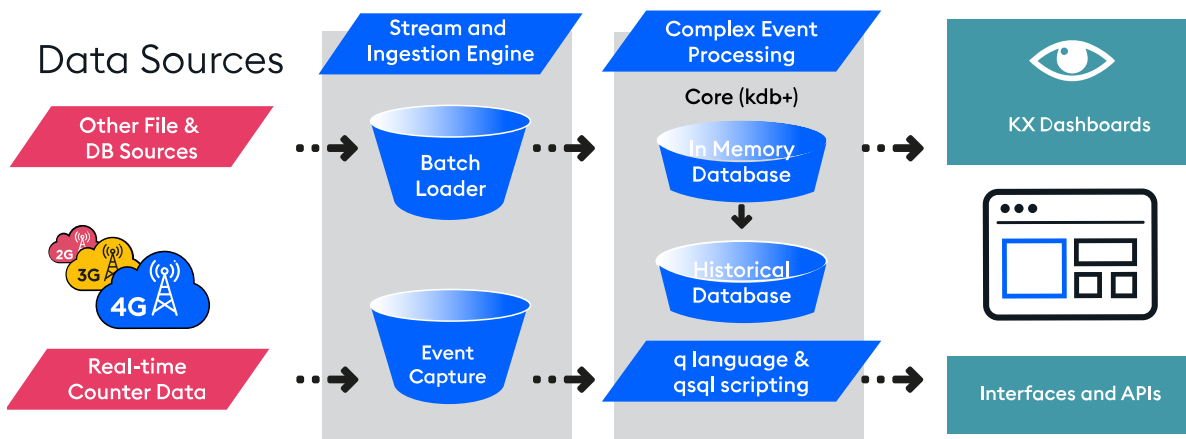 Data Sources
Other File &
DB Sources
2G
3G
4G
Real-time
Counter Data
Stream and
Ingestion Engine
Batch
Loader
Event
Capture
Complex Event
Processing
Core (kdb+)
In Memory
Database
Historical
Database
q language &
qsql scripting
KX Dashboards
Interfaces and APIs